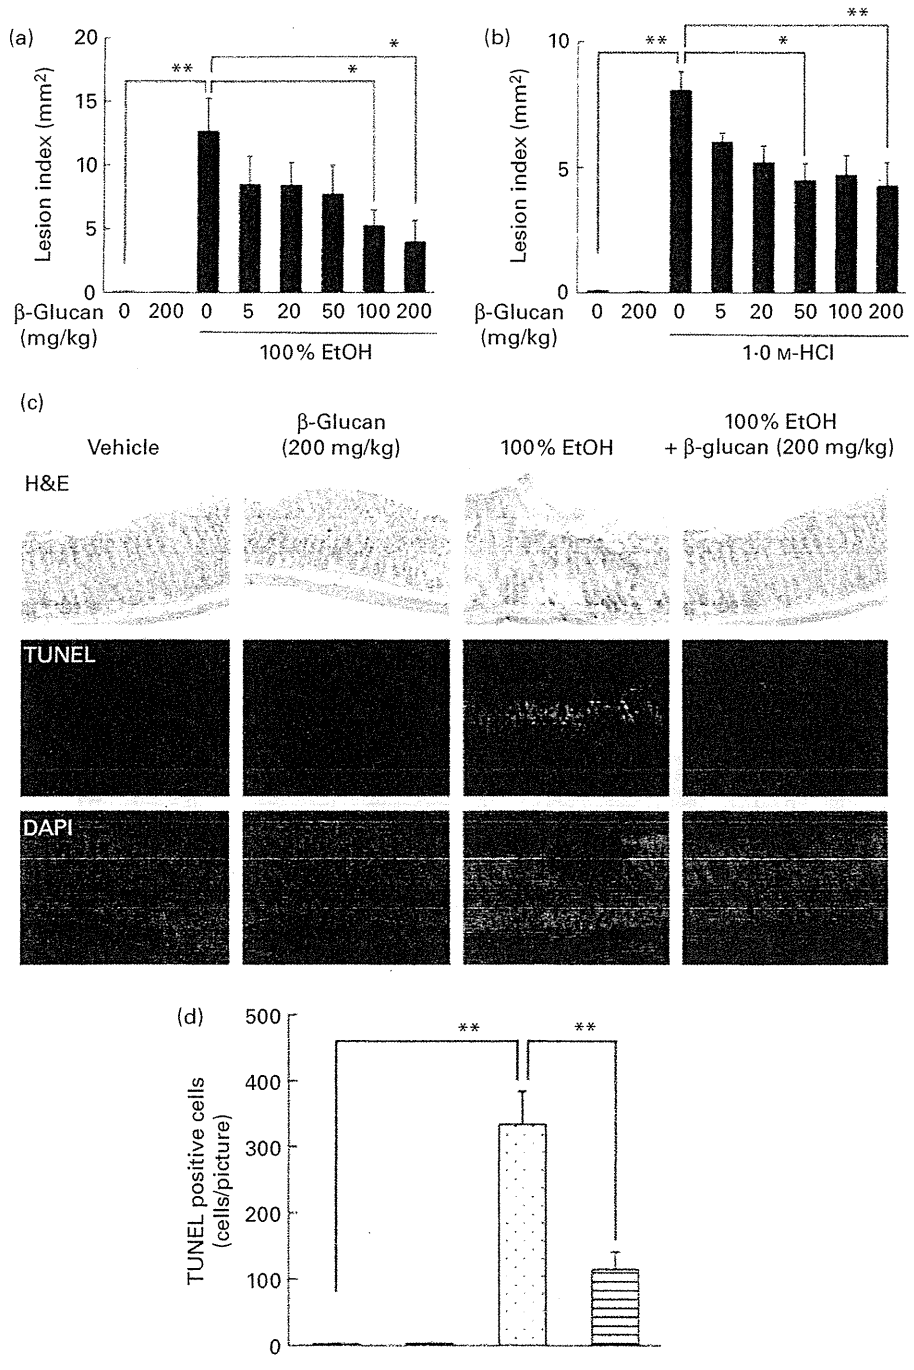 (a)
20
15
10
5
0
Lesion index (mm²)
**
*
*
β-Glucan 0 200 0 5 20 50 100 200
(mg/kg)
100% EtOH
(b)
10
5
0
Lesion index (mm²)
**
*
**
β-Glucan 0 200 0 5 20 50 100 200
(mg/kg)
1·0 M-HCl
(c)
Vehicle
β-Glucan
(200 mg/kg)
100% EtOH
100% EtOH
+ β-glucan (200 mg/kg)
H&E
TUNEL
DAPI
(d)
500
400
300
200
100
0
TUNEL positive cells
(cells/picture)
**
**